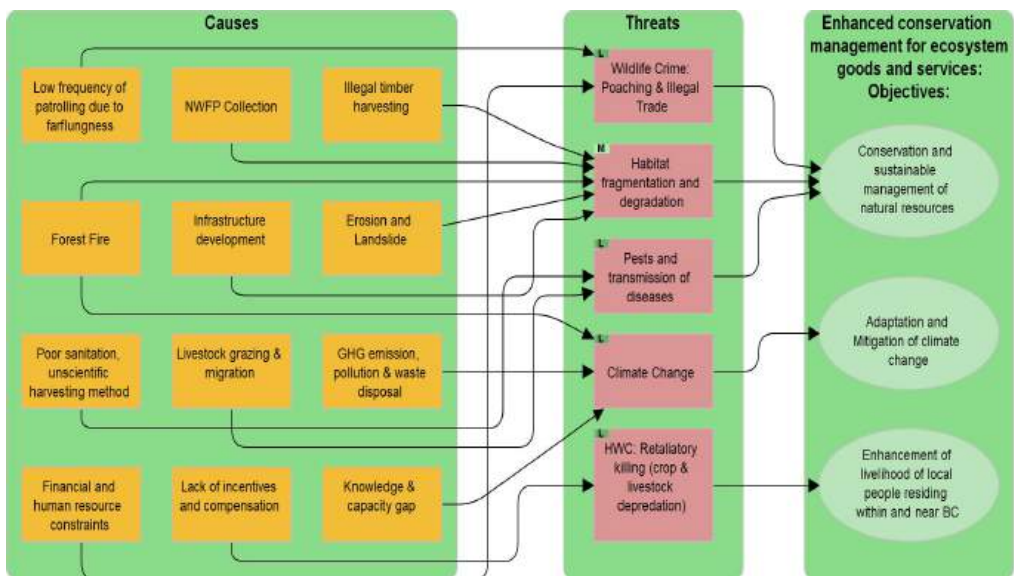 Causes
Low frequency of
patrolling due to
farflungness
NWFP Collection
Illegal timber
harvesting
Forest Fire
Infrastructure
development
Erosion and
Landslide
Poor sanitation,
unscientific
harvesting method
Livestock grazing &
migration
GHG emission,
pollution & waste
disposal
Financial and
human resource
constraints
Lack of incentives
and compensation
Knowledge &
capacity gap
Threats
L
Wildlife Crime:
Poaching & Illegal
Trade
M
Habitat
fragmentation and
degradation
L
Pests and
transmission of
diseases
L
Climate Change
L
HWC: Retaliatory
killing (crop &
livestock
depredation)
Enhanced conservation
management for ecosystem
goods and services:
Objectives:
Conservation and
sustainable
management of
natural resources
Adaptation and
Mitigation of climate
change
Enhancement of
livelihood of local
people residing
within and near BC